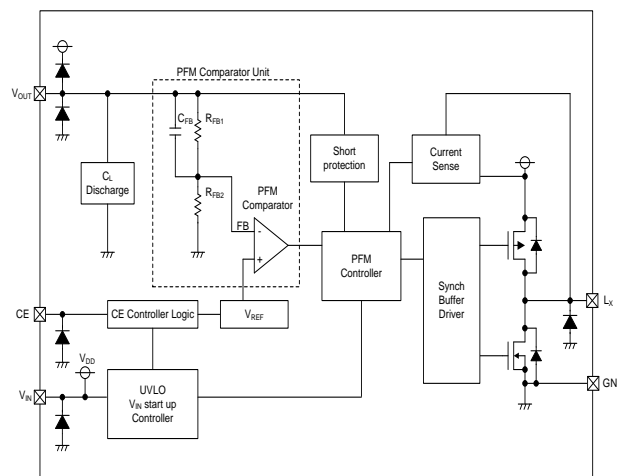 PFM Comparator Unit
VOUT
CFB
RFB1
Short
protection
Current
Sense
CL
Discharge
RFB2
PFM
Comparator
FB
-
+
PFM
Controller
Synch
Buffer
Driver
CE
CE Controller Logic
VREF
LX
VDD
VIN
UVLO
VIN start up
Controller
GN